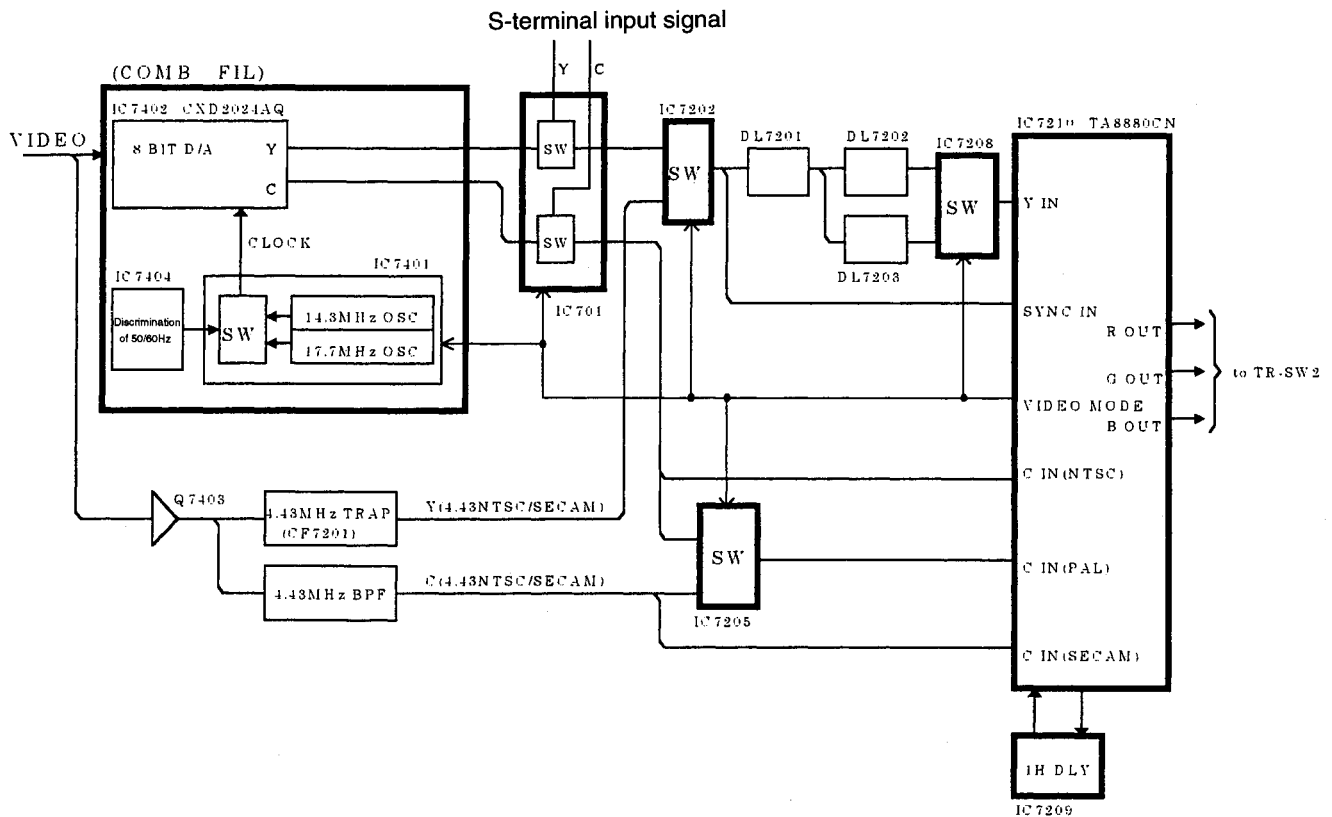 S-terminal input signal
Y
C
(COMB FIL)
IC7402 CXD2024AQ
VIDEO
8 BIT D/A
Y
C
CLOCK
IC7404
Discrimination
of 50/60Hz
IC7401
SW
14.3MHz OSC
17.7MHz OSC
SW
SW
IC701
IC7202
SW
DL7201
DL7202
DL7203
IC7208
SW
IC7210 TA8880CN
Y IN
SYNC IN
R OUT
G OUT
VIDEO MODE
B OUT
to TR-SW2
C IN(NTSC)
C IN(PAL)
C IN(SECAM)
Q7403
4.43MHz TRAP
(CF7201)
Y(4.43NTSC/SECAM)
4.43MHz BPF
C(4.43NTSC/SECAM)
SW
IC7205
1H DLY
IC7209